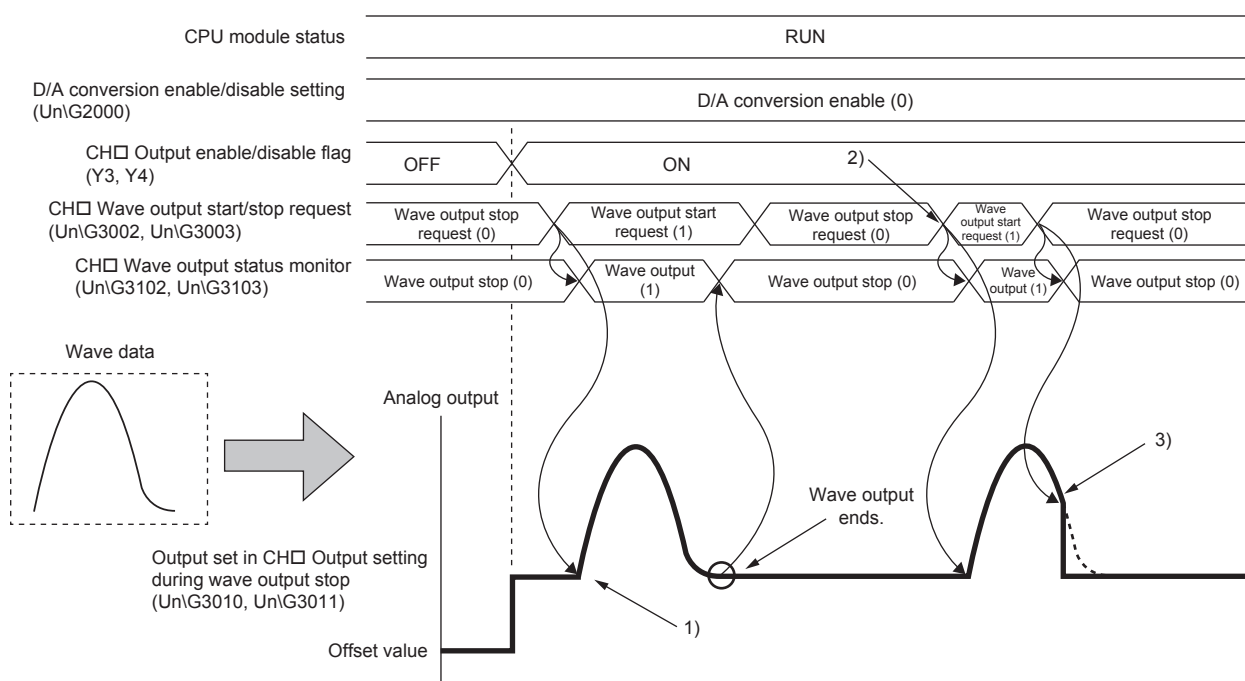 CPU module status
RUN
D/A conversion enable/disable setting
(Un\G2000)
D/A conversion enable (0)
CH□ Output enable/disable flag
(Y3, Y4)
OFF
ON
2)
CH□ Wave output start/stop request
(Un\G3002, Un\G3003)
Wave output stop
request (0)
Wave output start
request (1)
Wave output stop
request (0)
Wave
output start
request (1)
Wave output stop
request (0)
CH□ Wave output status monitor
(Un\G3102, Un\G3103)
Wave output stop (0)
Wave output
(1)
Wave output stop (0)
Wave
output (1)
Wave output stop (0)
Wave data
Analog output
3)
Wave output
ends.
Output set in CH□ Output setting
during wave output stop
(Un\G3010, Un\G3011)
1)
Offset value